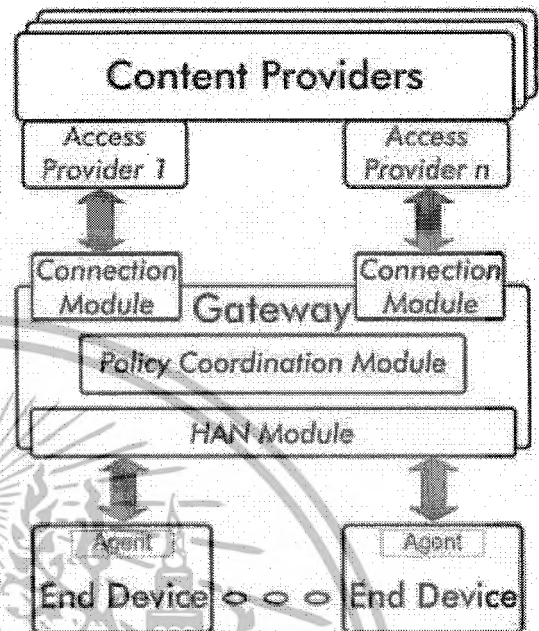 Content Providers
Access
Provider 1
Access
Provider n
Connection
Module
Connection
Module
Gateway
Policy Coordination Module
HAN Module
Agent
End Device
Agent
End Device